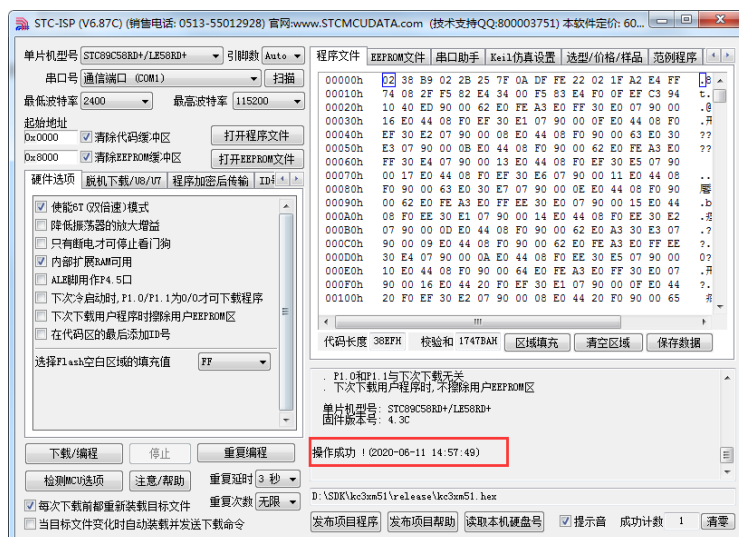 STC-ISP (V6.87C) (销售电话: 0513-55012928) 官网:www.STCMCUDATA.com (技术支持QQ:800003751) 本软件定价: 60...
单片机型号 STC89C58RD+/LE58RD+ 引脚数 Auto
串口号 通信端口 (COM1) 扫描
最低波特率 2400 最高波特率 115200
起始地址
0x0000 清除代码缓冲区 打开程序文件
0x8000 清除EEPROM缓冲区 打开EEPROM文件
硬件选项 脱机下载/U8/U7 程序加密后传输
使能6T(双倍速)模式
降低振荡器的放大增益
只有断电才可停止看门狗
内部扩展RAM可用
ALE脚用作P4.5口
下次冷启动时,P1.0/P1.1为0/0才可下载程序
下次下载用户程序时擦除用户EEPROM区
在代码区的最后添加ID号
选择Flash空白区域的填充值 FF
下载/编程 停止 重复编程
检测MCU选项 注意/帮助 重复延时 3 秒
每次下载前都重新装载目标文件 重复次数 无限
当目标文件变化时自动装载并发送下载命令
程序文件 EEPROM文件 串口助手 Keil仿真设置 选型/价格/样品 范例程序
00000h 02 38 B9 02 2B 25 7F 0A DF FE 22 02 1F A2 E4 FF .8
00010h 74 08 2F F5 82 E4 34 00 F5 83 E4 F0 0F EF C3 94 t.
00020h 10 40 ED 90 00 62 E0 FE A3 E0 FF 30 E0 07 90 00 .@
00030h 16 E0 44 08 F0 EF 30 E1 07 90 00 0F E0 44 08 F0 .开
00040h EF 30 E2 07 90 00 08 E0 44 08 F0 90 00 63 E0 30 ??
00050h E3 07 90 00 0B E0 44 08 F0 90 00 62 E0 FE A3 E0 ??
00060h FF 30 E4 07 90 00 13 E0 44 08 F0 EF 30 E5 07 90
00070h 00 17 E0 44 08 F0 EF 30 E6 07 90 00 11 E0 44 08 ..
00080h F0 90 00 63 E0 30 E7 07 90 00 0E E0 44 08 F0 90
00090h 00 62 E0 FE A3 E0 FF EE 30 E0 07 90 00 15 E0 44 .b
000A0h 08 F0 EE 30 E1 07 90 00 14 E0 44 08 F0 EE 30 E2
000B0h 07 90 00 0D E0 44 08 F0 90 00 62 E0 A3 30 E3 07 .?
000C0h 90 00 09 E0 44 08 F0 90 00 62 E0 FE A3 E0 FF EE ?.
000D0h 30 E4 07 90 00 0A E0 44 08 F0 EE 30 E5 07 90 00 0?
000E0h 10 E0 44 08 F0 90 00 64 E0 FE A3 E0 FF 30 E0 07 .开
000F0h 90 00 16 E0 44 20 F0 EF 30 E1 07 90 00 0F E0 44 ?.
00100h 20 F0 EF 30 E2 07 90 00 08 E0 44 20 F0 90 00 65
代码长度 38EFH 校验和 1747BAH 区域填充 清空区域 保存数据
. P1.0和P1.1与下次下载无关
. 下次下载用户程序时,不擦除用户EEPROM区
单片机型号: STC89C58RD+/LE58RD+
固件版本号: 4.3C
操作成功 !(2020-06-11 14:57:49)
D:\SDK\kc3xm51\release\kc3xm51.hex
发布项目程序 发布项目帮助 读取本机硬盘号 提示音 成功计数 1 清零